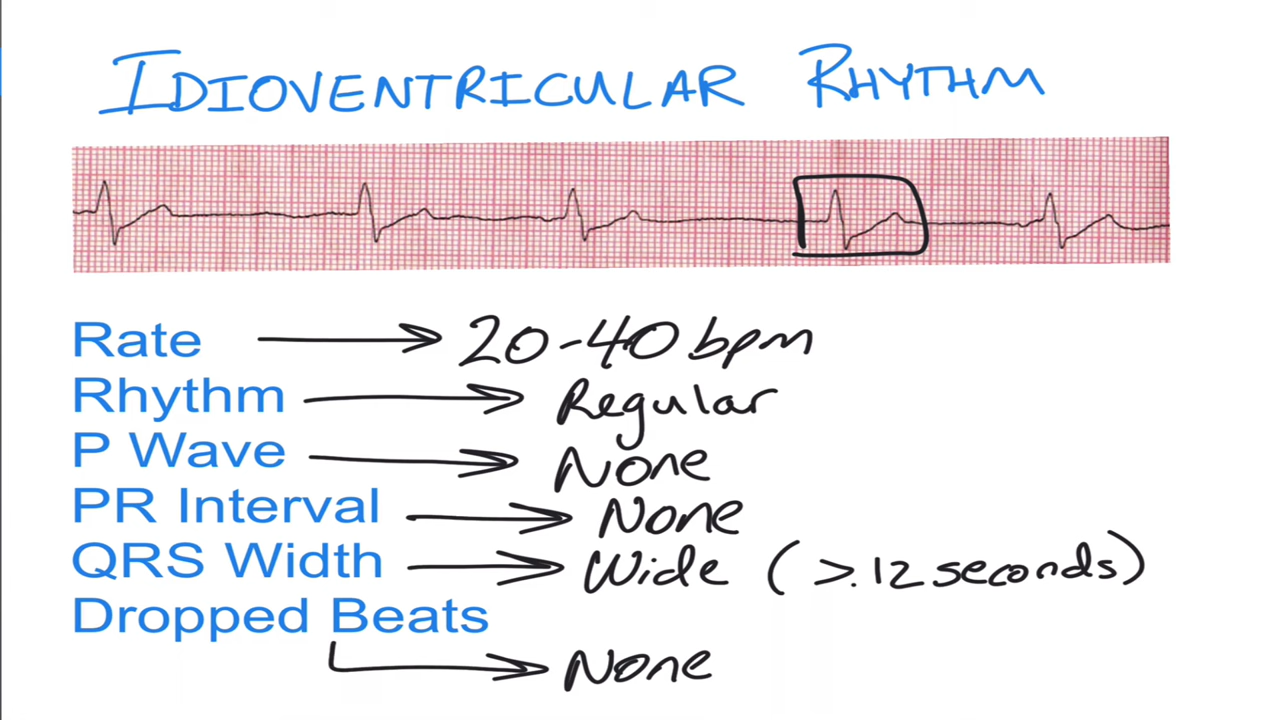 IDIOVENTRICULAR RHYTHM
Rate → 20-40 bpm
Rhythm → Regular
P Wave → None
PR Interval → None
QRS Width → Wide (>.12 seconds)
Dropped Beats
→ None